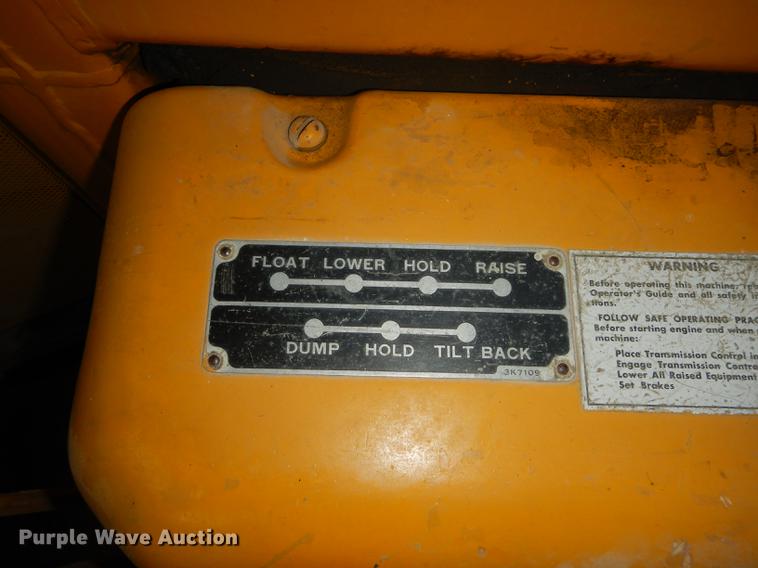 FLOAT LOWER HOLD RAISE
DUMP HOLD TILT BACK
3K7109
WARNING
Before operating this machine,
Operator's Guide and all safety
tions.
FOLLOW SAFE OPERATING
Before starting engine and when
machine:
Place Transmission Control in
Engage Transmission
Lower All Raised Equipment
Set Brakes
Purple Wave Auction